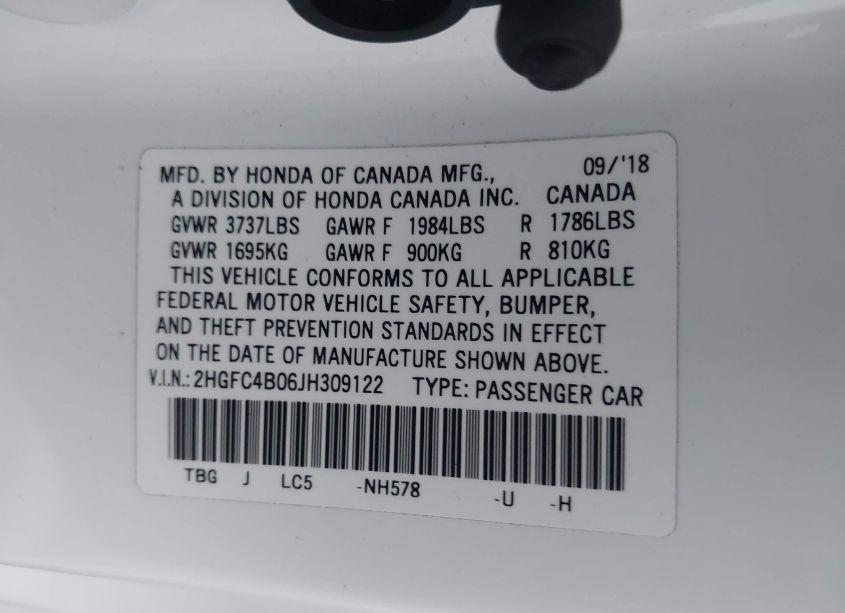 MFD. BY HONDA OF CANADA MFG., 09/'18
A DIVISION OF HONDA CANADA INC. CANADA
GVWR 3737LBS GAWR F 1984LBS R 1786LBS
GVWR 1695KG GAWR F 900KG R 810KG
THIS VEHICLE CONFORMS TO ALL APPLICABLE
FEDERAL MOTOR VEHICLE SAFETY, BUMPER,
AND THEFT PREVENTION STANDARDS IN EFFECT
ON THE DATE OF MANUFACTURE SHOWN ABOVE.
V.I.N.: 2HGFC4B06JH309122 TYPE: PASSENGER CAR
TBG J LC5 -NH578 -U -H